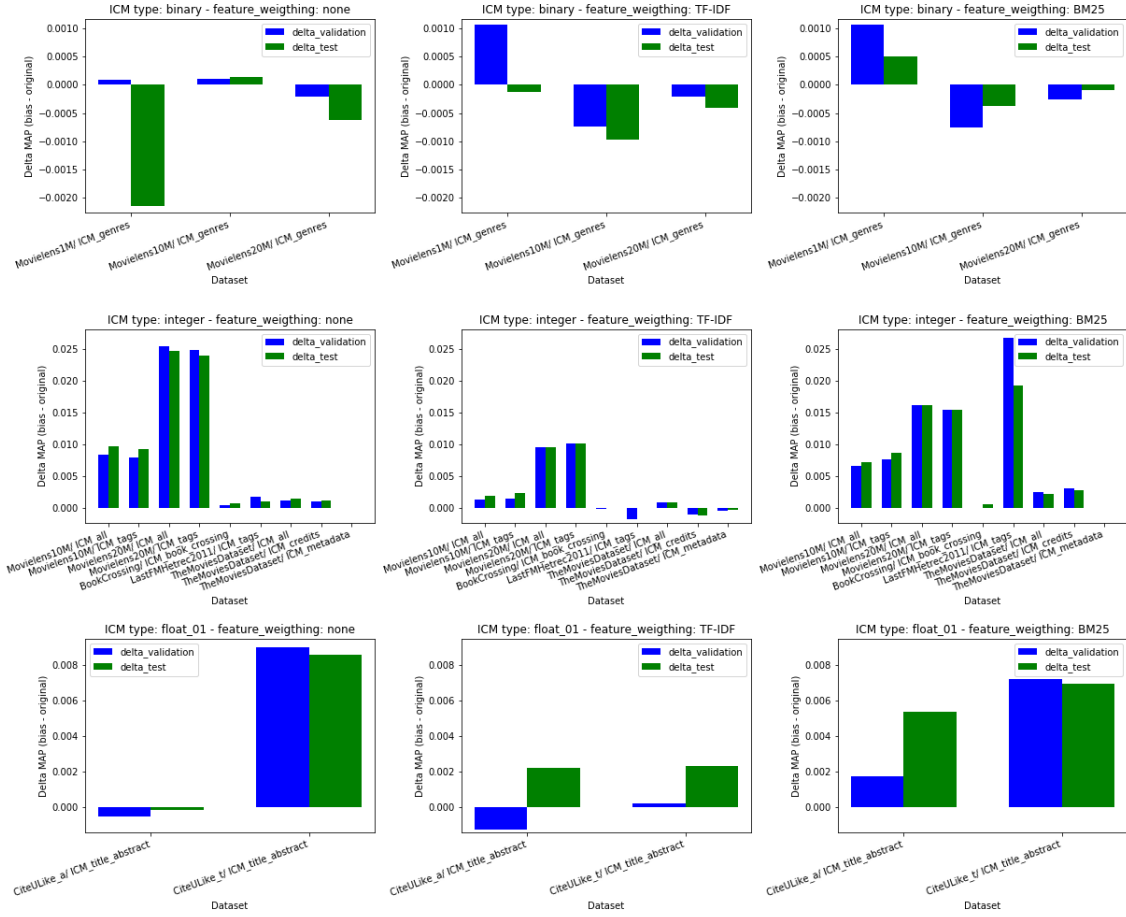 ICM type: binary - feature_weigthing: none
0.0010
0.0005
0.0000
−0.0005
−0.0010
−0.0015
−0.0020
Delta MAP (bias - original)
delta_validation
delta_test
Movielens1M/ ICM_genres
Movielens10M/ ICM_genres
Movielens20M/ ICM_genres
Dataset
ICM type: binary - feature_weigthing: TF-IDF
0.0010
0.0005
0.0000
−0.0005
−0.0010
−0.0015
−0.0020
Delta MAP (bias - original)
delta_validation
delta_test
Movielens1M/ ICM_genres
Movielens10M/ ICM_genres
Movielens20M/ ICM_genres
Dataset
ICM type: binary - feature_weigthing: BM25
0.0010
0.0005
0.0000
−0.0005
−0.0010
−0.0015
−0.0020
Delta MAP (bias - original)
delta_validation
delta_test
Movielens1M/ ICM_genres
Movielens10M/ ICM_genres
Movielens20M/ ICM_genres
Dataset
ICM type: integer - feature_weigthing: none
0.025
0.020
0.015
0.010
0.005
0.000
Delta MAP (bias - original)
delta_validation
delta_test
Movielens10M/ ICM_all
Movielens10M/ ICM_tags
Movielens20M/ ICM_all
Movielens20M/ ICM_tags
BookCrossing/ ICM_book_crossing
LastFMHetrec2011/ ICM_tags
TheMoviesDataset/ ICM_all
TheMoviesDataset/ ICM_credits
TheMoviesDataset/ ICM_metadata
Dataset
ICM type: integer - feature_weigthing: TF-IDF
0.025
0.020
0.015
0.010
0.005
0.000
Delta MAP (bias - original)
delta_validation
delta_test
Movielens10M/ ICM_all
Movielens10M/ ICM_tags
Movielens20M/ ICM_all
Movielens20M/ ICM_tags
BookCrossing/ ICM_book_crossing
LastFMHetrec2011/ ICM_tags
TheMoviesDataset/ ICM_all
TheMoviesDataset/ ICM_credits
TheMoviesDataset/ ICM_metadata
Dataset
ICM type: integer - feature_weigthing: BM25
0.025
0.020
0.015
0.010
0.005
0.000
Delta MAP (bias - original)
delta_validation
delta_test
Movielens10M/ ICM_all
Movielens10M/ ICM_tags
Movielens20M/ ICM_all
Movielens20M/ ICM_tags
BookCrossing/ ICM_book_crossing
LastFMHetrec2011/ ICM_tags
TheMoviesDataset/ ICM_all
TheMoviesDataset/ ICM_credits
TheMoviesDataset/ ICM_metadata
Dataset
ICM type: float_01 - feature_weigthing: none
0.008
0.006
0.004
0.002
0.000
Delta MAP (bias - original)
delta_validation
delta_test
CiteULike_a/ ICM_title_abstract
CiteULike_t/ ICM_title_abstract
Dataset
ICM type: float_01 - feature_weigthing: TF-IDF
0.008
0.006
0.004
0.002
0.000
Delta MAP (bias - original)
delta_validation
delta_test
CiteULike_a/ ICM_title_abstract
CiteULike_t/ ICM_title_abstract
Dataset
ICM type: float_01 - feature_weigthing: BM25
0.008
0.006
0.004
0.002
0.000
Delta MAP (bias - original)
delta_validation
delta_test
CiteULike_a/ ICM_title_abstract
CiteULike_t/ ICM_title_abstract
Dataset